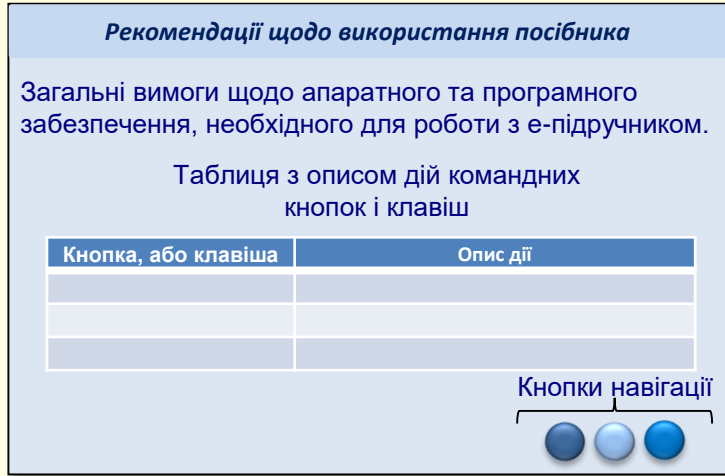 Рекомендації щодо використання посібника
Загальні вимоги щодо апаратного та програмного
забезпечення, необхідного для роботи з е-підручником.
Таблиця з описом дій командних
кнопок і клавіш
Кнопка, або клавіша Опис дії
Кнопки навігації